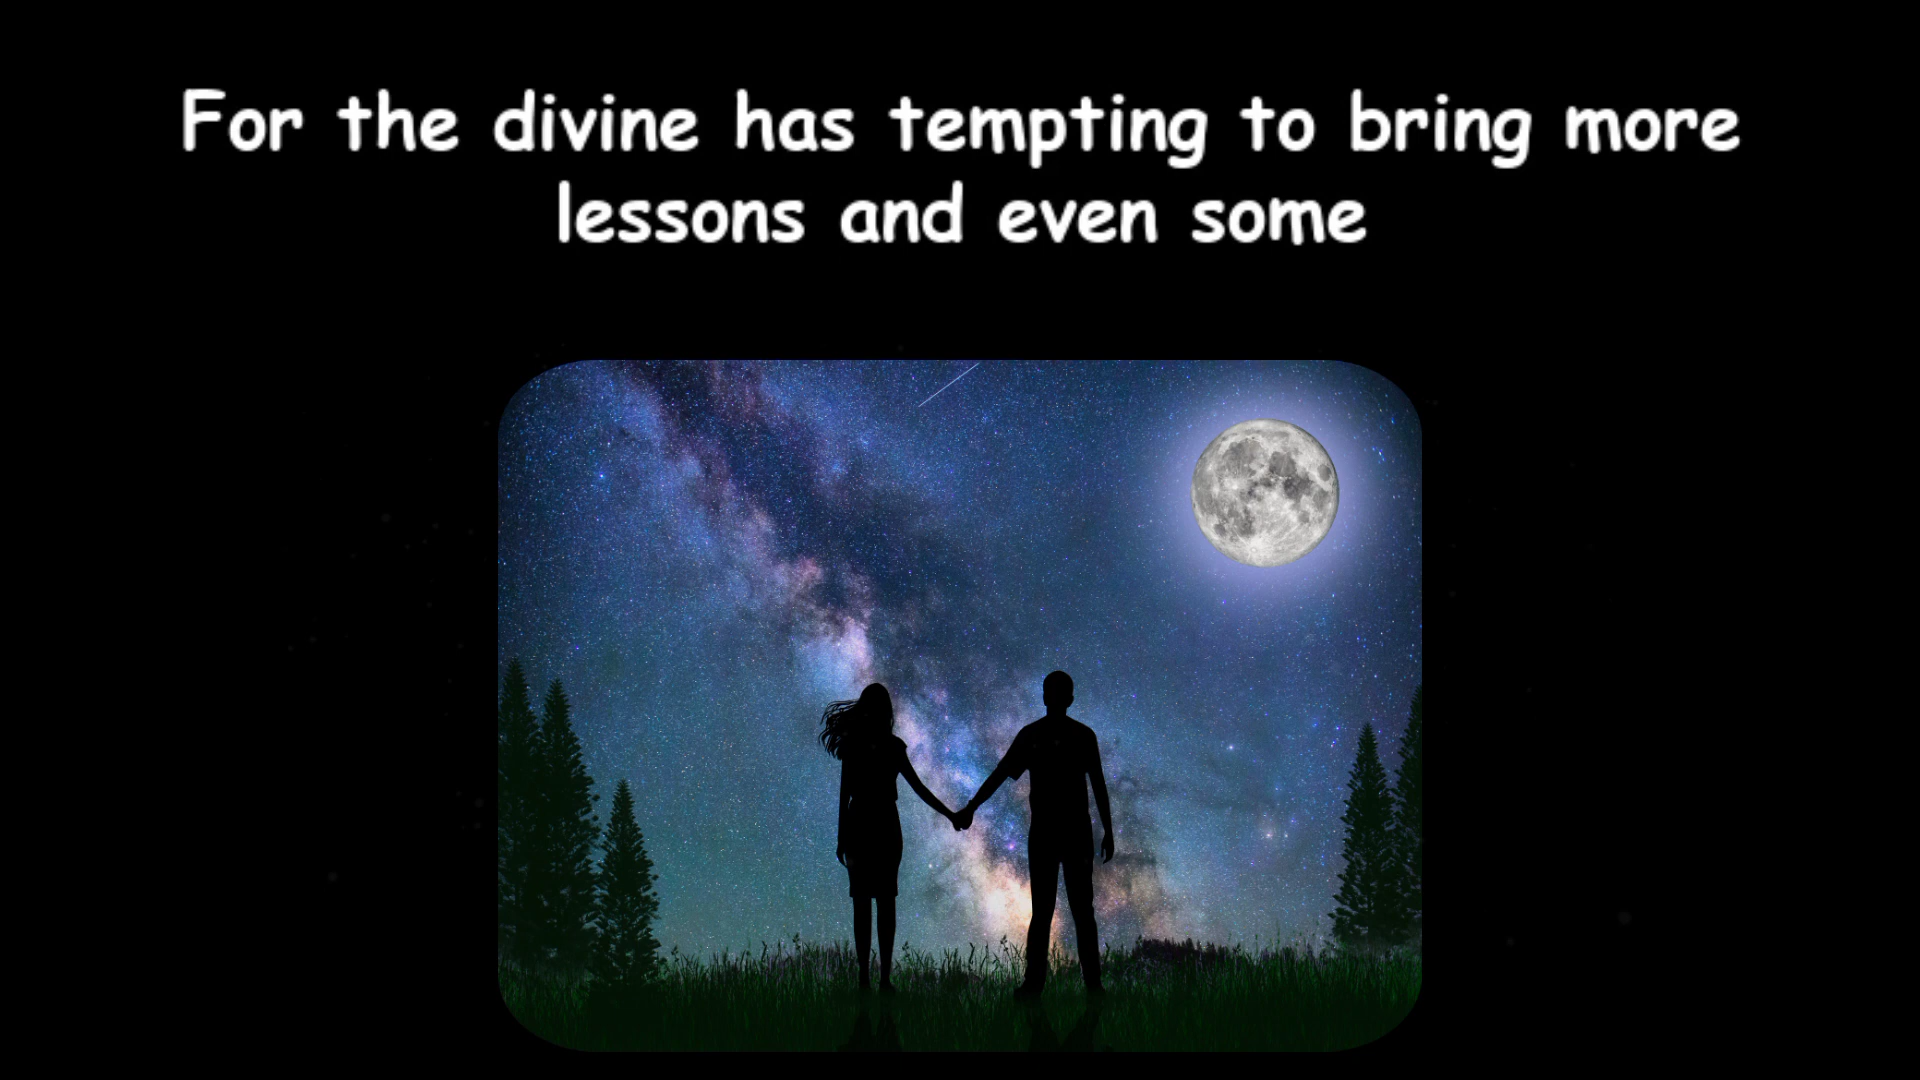 For the divine has tempting to bring more
lessons and even some